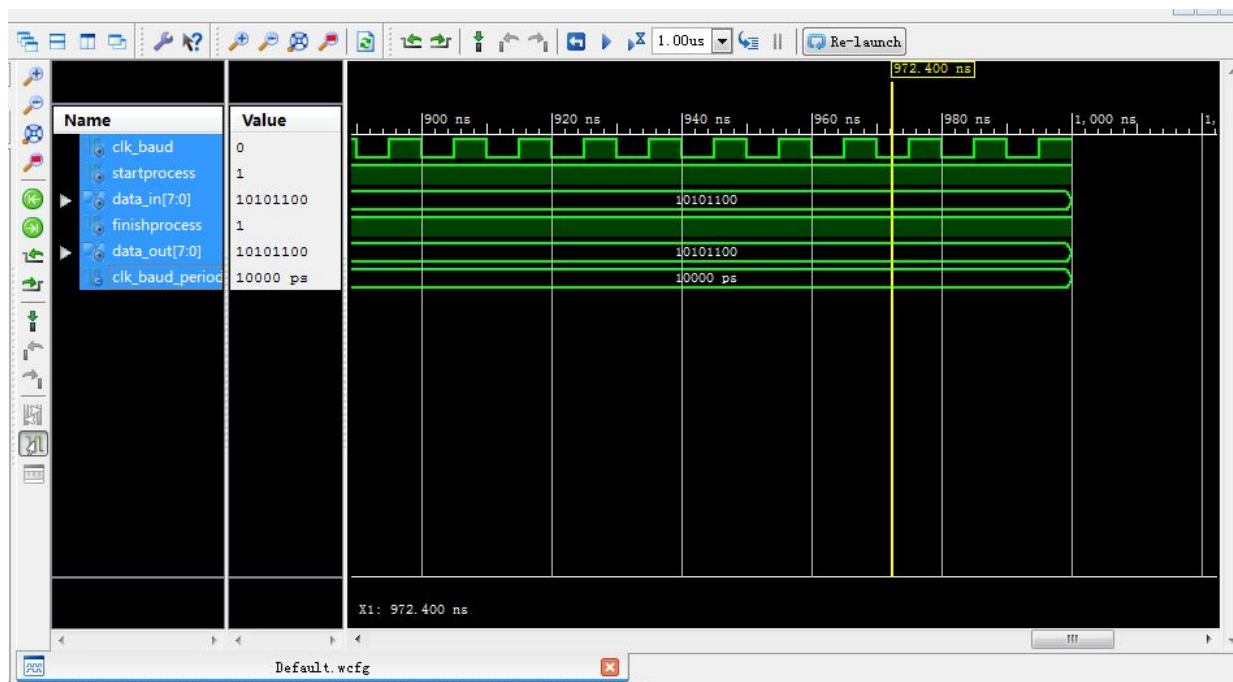 1.00us
Re-launch
972.400 ns
Name Value
900 ns 920 ns 940 ns 960 ns 980 ns 1,000 ns 1,
clk_baud 0
startprocess 1
data_in[7:0] 10101100 10101100
finishprocess 1
data_out[7:0] 10101100 10101100
clk_baud_period 10000 ps 10000 ps
X1: 972.400 ns
Default.wcfg